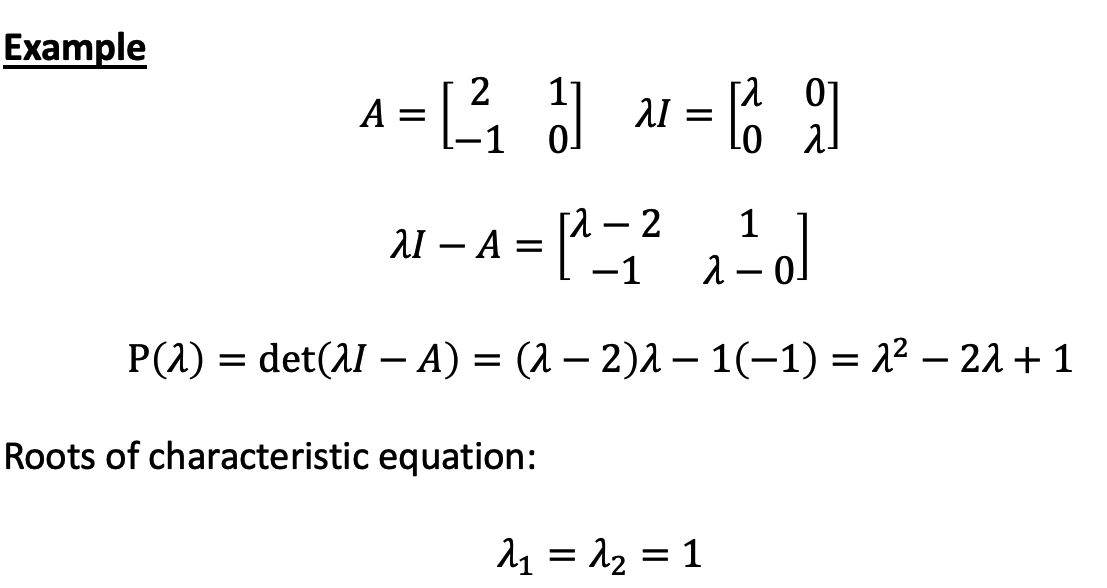 Example
A = [2 1; −1 0] λI = [λ 0; 0 λ]
λI − A = [λ − 2 1; −1 λ − 0]
P(λ) = det(λI − A) = (λ − 2)λ − 1(−1) = λ² − 2λ + 1
Roots of characteristic equation:
λ₁ = λ₂ = 1